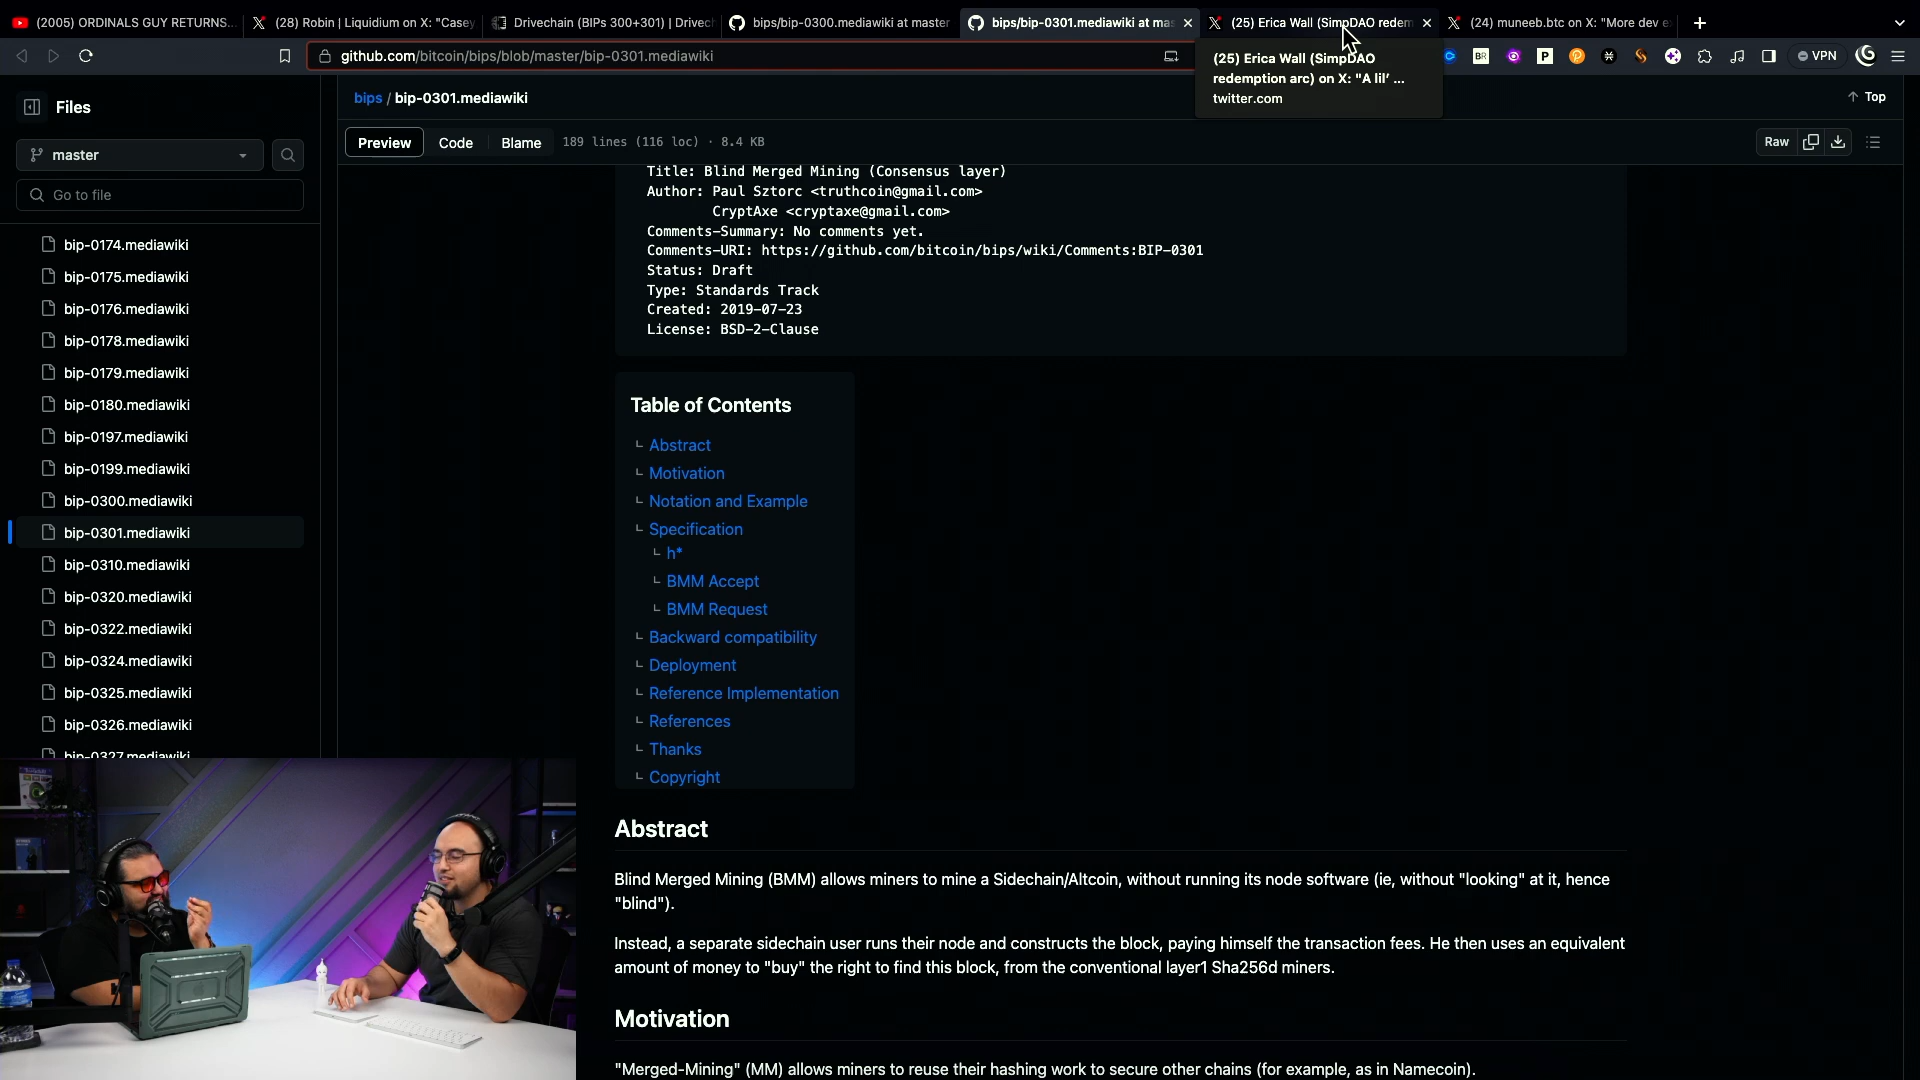 (2005) ORDINALS GUY RETURNS...
(28) Robin | Liquidium on X: "Casey
Drivechain (BIPs 300+301) | Drivech
bips/bip-0300.mediawiki at master
bips/bip-0301.mediawiki at mas
(25) Erica Wall (SimpDAO redem
(24) muneeb.btc on X: "More dev e
github.com/bitcoin/bips/blob/master/bip-0301.mediawiki
BR
P
VPN
(25) Erica Wall (SimpDAO
redemption arc) on X: "A lil' ...
twitter.com
Files
bips / bip-0301.mediawiki
Top
master
Preview
Code
Blame
189 lines (116 loc) · 8.4 KB
Raw
Go to file
bip-0174.mediawiki
bip-0175.mediawiki
bip-0176.mediawiki
bip-0178.mediawiki
bip-0179.mediawiki
bip-0180.mediawiki
bip-0197.mediawiki
bip-0199.mediawiki
bip-0300.mediawiki
bip-0301.mediawiki
bip-0310.mediawiki
bip-0320.mediawiki
bip-0322.mediawiki
bip-0324.mediawiki
bip-0325.mediawiki
bip-0326.mediawiki
bip-0327.mediawiki
Title: Blind Merged Mining (Consensus layer)
Author: Paul Sztorc <truthcoin@gmail.com>
CryptAxe <cryptaxe@gmail.com>
Comments-Summary: No comments yet.
Comments-URI: https://github.com/bitcoin/bips/wiki/Comments:BIP-0301
Status: Draft
Type: Standards Track
Created: 2019-07-23
License: BSD-2-Clause
Table of Contents
Abstract
Motivation
Notation and Example
Specification
h*
BMM Accept
BMM Request
Backward compatibility
Deployment
Reference Implementation
References
Thanks
Copyright
Abstract
Blind Merged Mining (BMM) allows miners to mine a Sidechain/Altcoin, without running its node software (ie, without "looking" at it, hence
"blind").
Instead, a separate sidechain user runs their node and constructs the block, paying himself the transaction fees. He then uses an equivalent
amount of money to "buy" the right to find this block, from the conventional layer1 Sha256d miners.
Motivation
"Merged-Mining" (MM) allows miners to reuse their hashing work to secure other chains (for example, as in Namecoin).